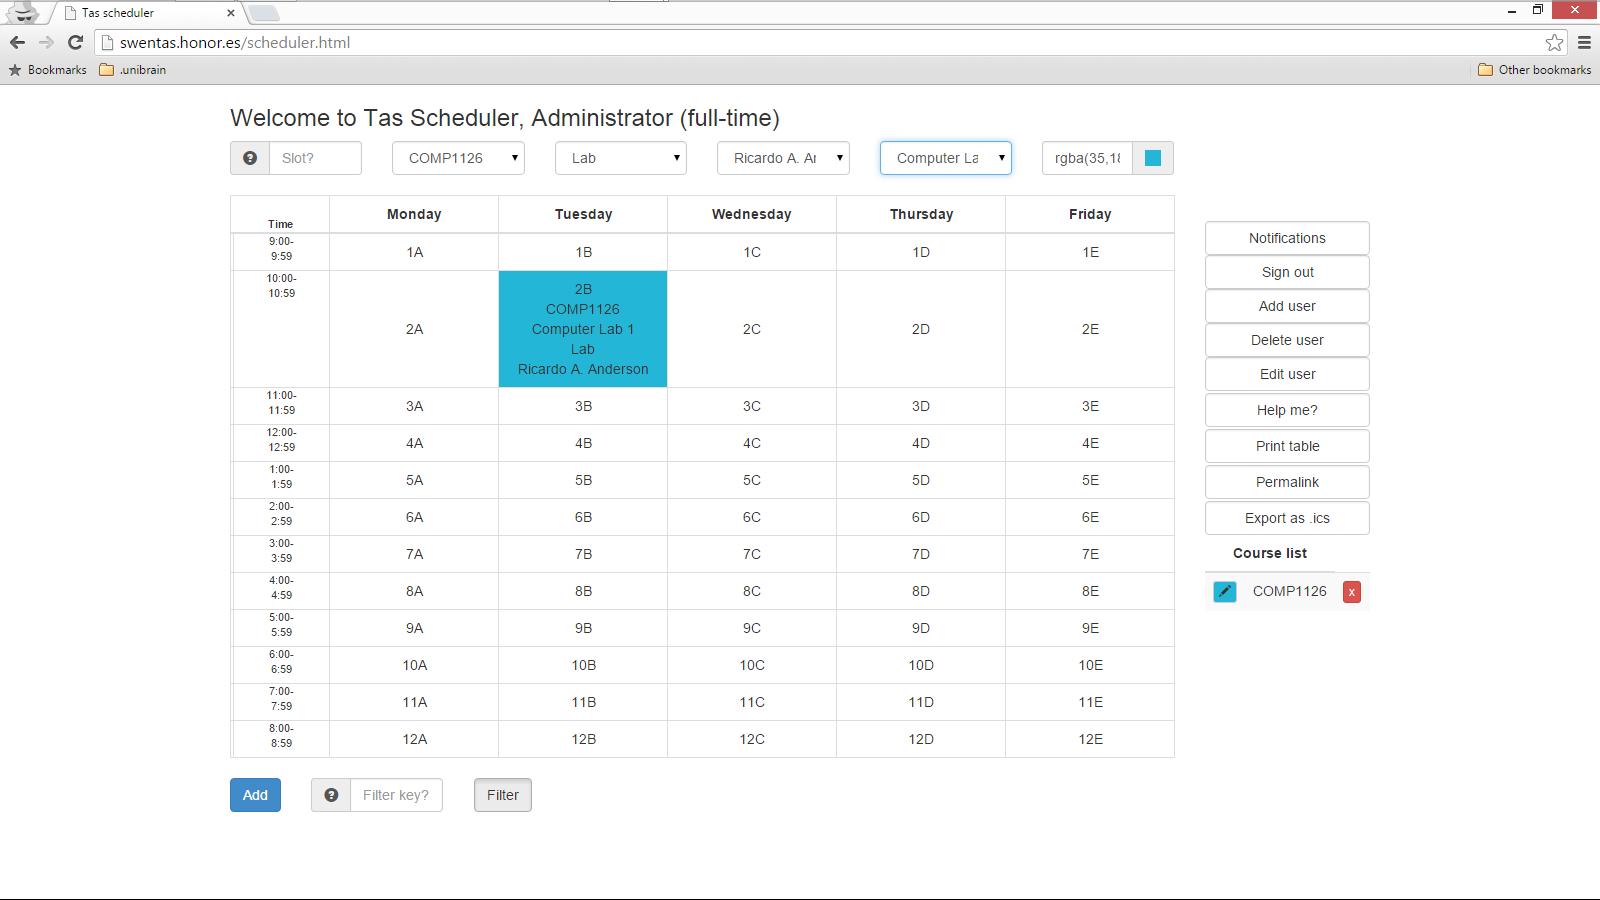 Tas scheduler
swentas.honor.es/scheduler.html
Bookmarks .unibrain Other bookmarks
Welcome to Tas Scheduler, Administrator (full-time)
Slot? COMP1126 Lab Ricardo A. Ar Computer La rgba(35,18
Time Monday Tuesday Wednesday Thursday Friday
9:00-
9:59
1A 1B 1C 1D 1E
10:00-
10:59
2A
2B
COMP1126
Computer Lab 1
Lab
Ricardo A. Anderson
2C 2D 2E
11:00-
11:59
3A 3B 3C 3D 3E
12:00-
12:59
4A 4B 4C 4D 4E
1:00-
1:59
5A 5B 5C 5D 5E
2:00-
2:59
6A 6B 6C 6D 6E
3:00-
3:59
7A 7B 7C 7D 7E
4:00-
4:59
8A 8B 8C 8D 8E
5:00-
5:59
9A 9B 9C 9D 9E
6:00-
6:59
10A 10B 10C 10D 10E
7:00-
7:59
11A 11B 11C 11D 11E
8:00-
8:59
12A 12B 12C 12D 12E
Add Filter key? Filter
Notifications
Sign out
Add user
Delete user
Edit user
Help me?
Print table
Permalink
Export as .ics
Course list
COMP1126 x